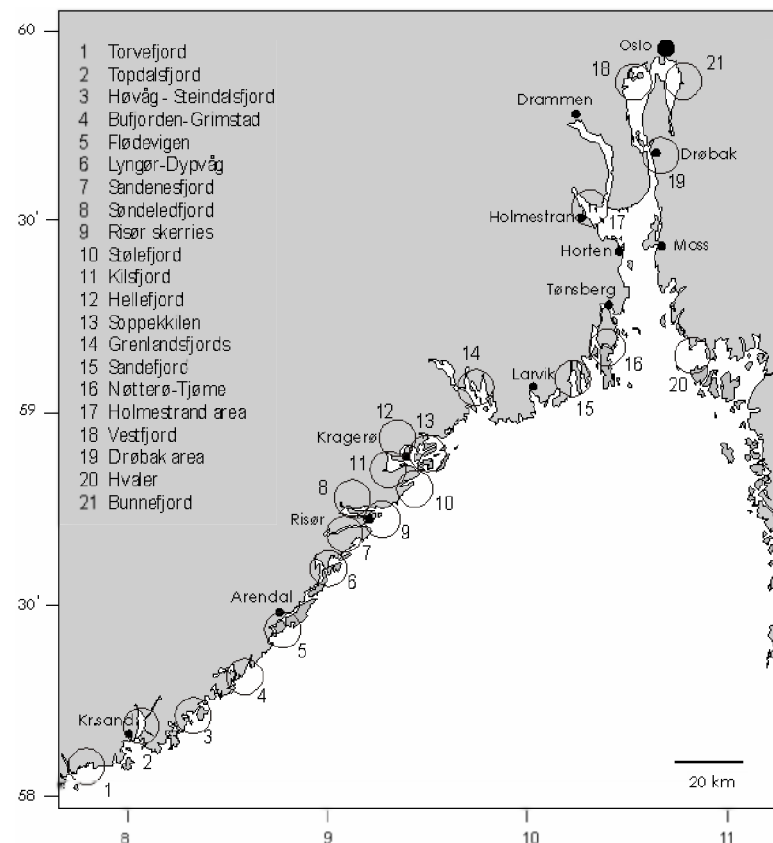 60
1 Torvefjord
2 Topdalsfjord
3 Høvåg - Steindalsfjord
4 Bufjorden-Grimstad
5 Flødevigen
6 Lyngør-Dypvåg
7 Sandenesfjord
8 Søndeledfjord
9 Risør skerries
10 Stølefjord
11 Kilsfjord
12 Hellefjord
13 Soppekkilen
14 Grenlandsfjords
15 Sandefjord
16 Nøtterø-Tjøme
17 Holmestrand area
18 Vestfjord
19 Drøbak area
20 Hvaler
21 Bunnefjord
Oslo
18
21
Drammen
Drøbak
19
30'
Holmestran
17
Horten
Moss
Tønsberg
16
20
14
Larvik
15
59
12
13
Kragerø
11
10
8
Risør
9
7
6
Arendal
30'
5
4
Kr.sand
3
2
1
20 km
58
8
9
10
11